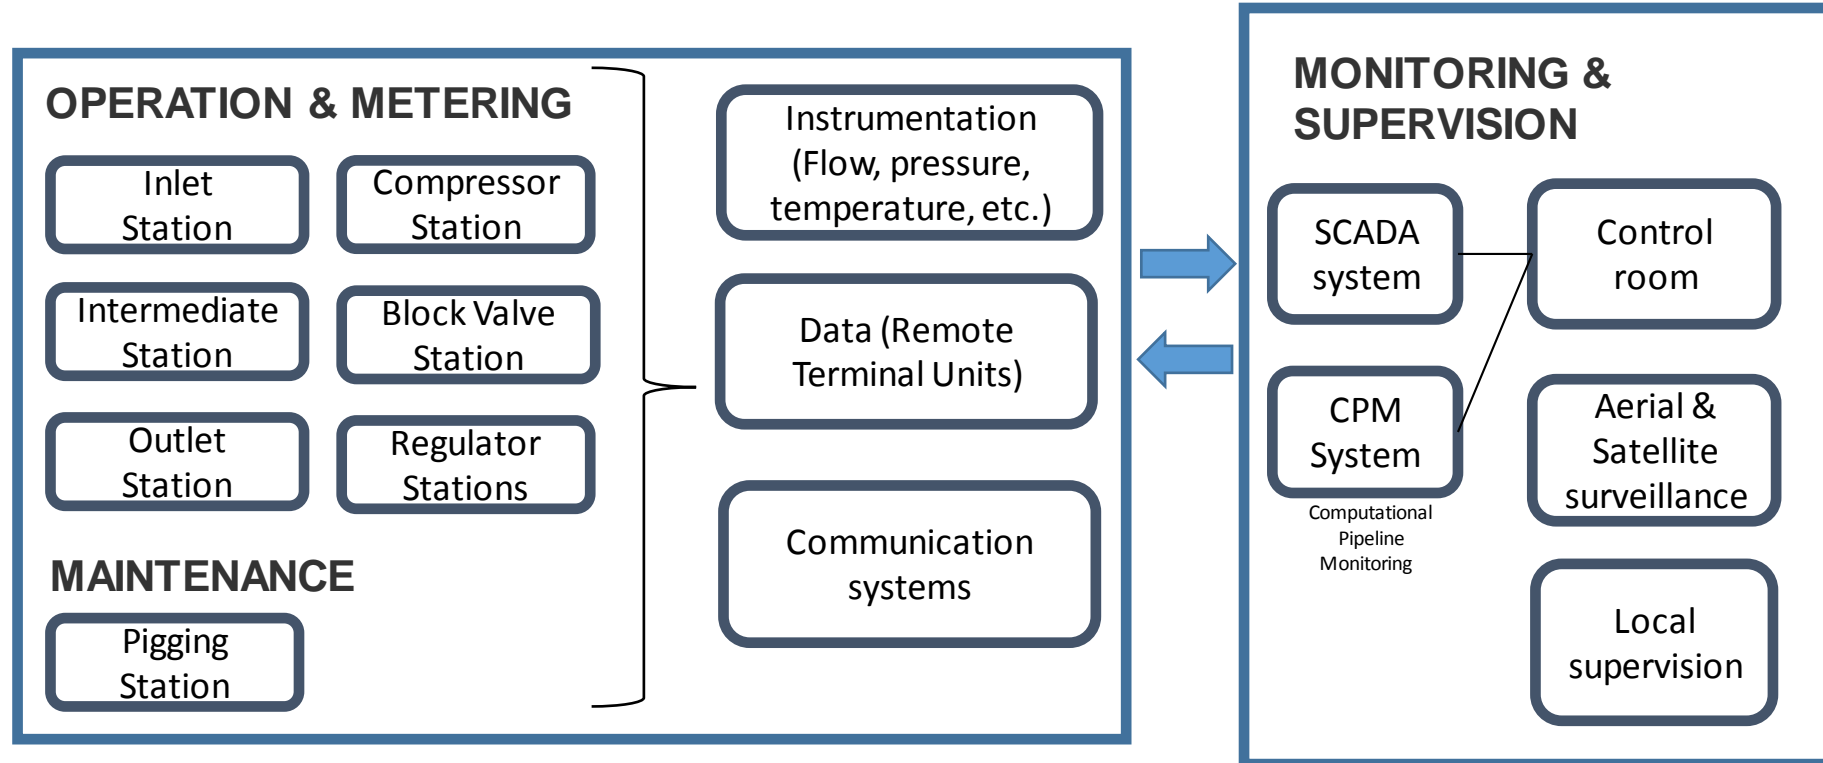 OPERATION & METERING
Inlet
Station
Compressor
Station
Intermediate
Station
Block Valve
Station
Outlet
Station
Regulator
Stations
MAINTENANCE
Pigging
Station
Instrumentation
(Flow, pressure,
temperature, etc.)
Data (Remote
Terminal Units)
Communication
systems
MONITORING &
SUPERVISION
SCADA
system
Control
room
CPM
System
Computational
Pipeline
Monitoring
Aerial &
Satellite
surveillance
Local
supervision